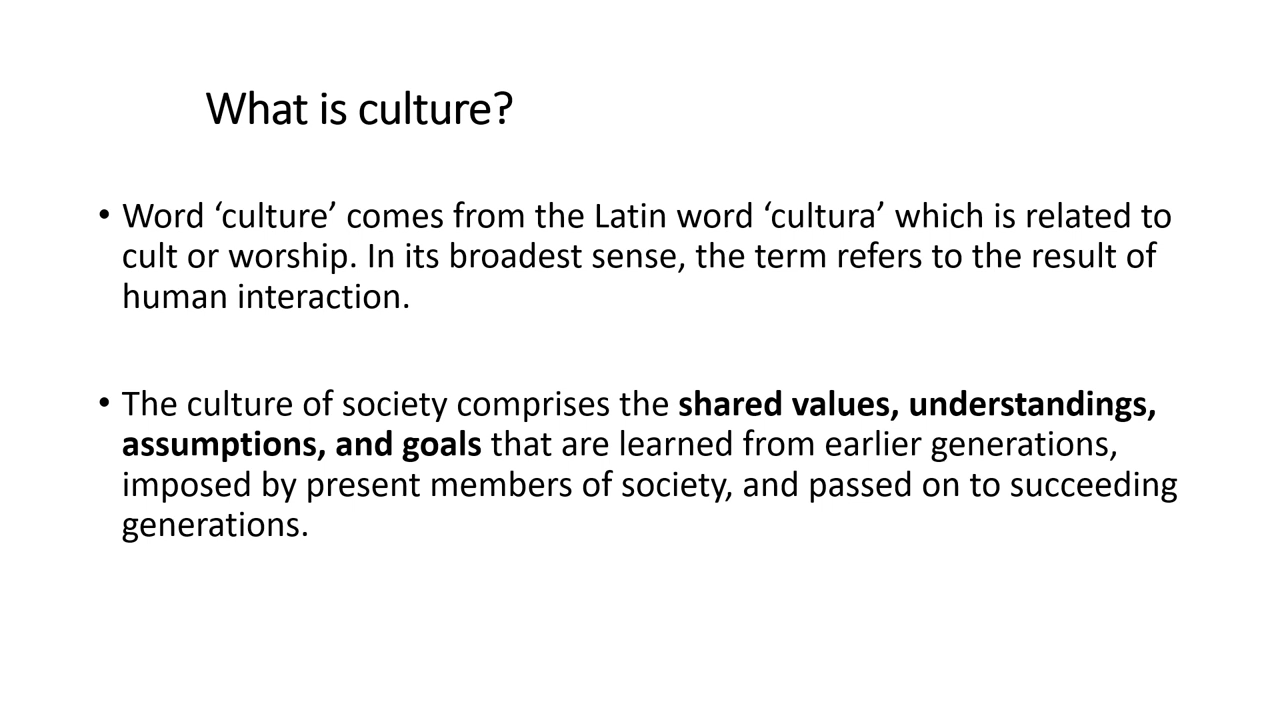 What is culture?
• Word ‘culture’ comes from the Latin word ‘cultura’ which is related to
cult or worship. In its broadest sense, the term refers to the result of
human interaction.
• The culture of society comprises the shared values, understandings,
assumptions, and goals that are learned from earlier generations,
imposed by present members of society, and passed on to succeeding
generations.